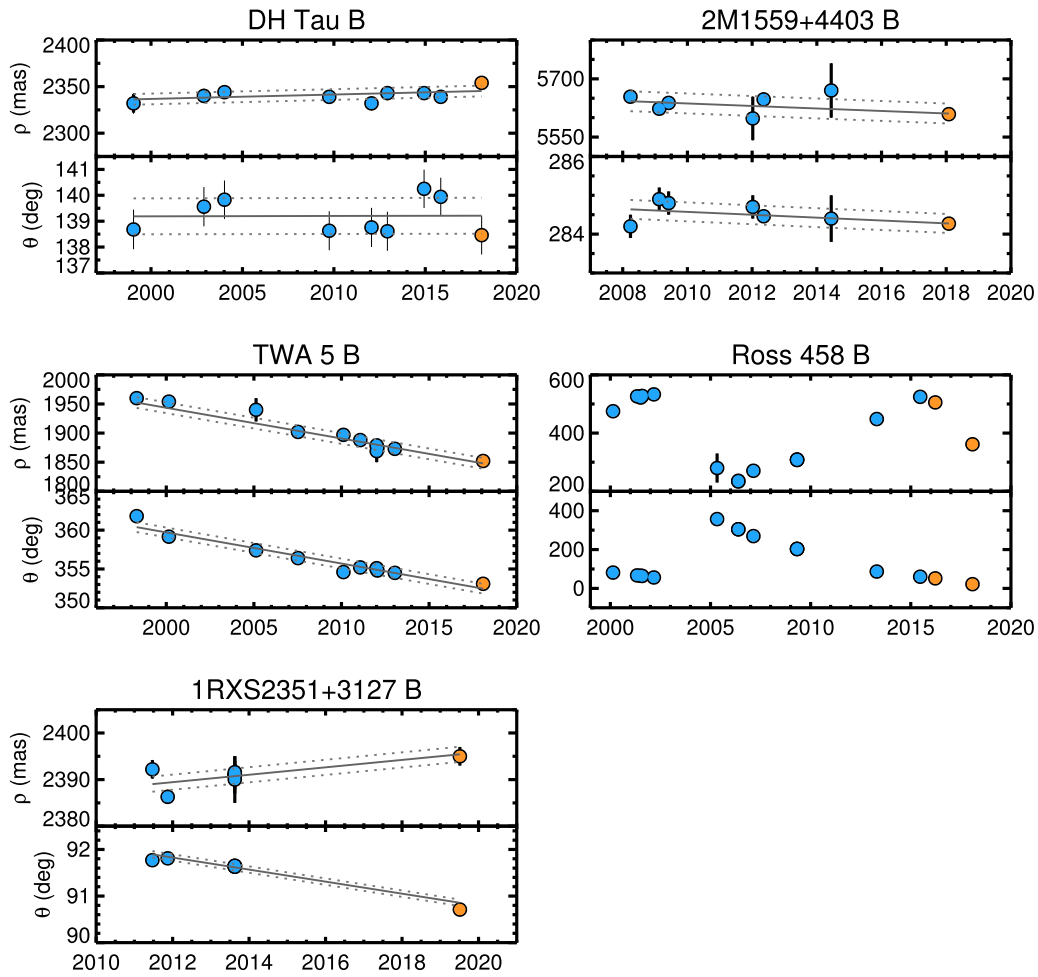 DH Tau B
2400
2350
2300
ρ (mas)
141
140
139
138
137
θ (deg)
2000 2005 2010 2015 2020
2M1559+4403 B
5700
5550
286
284
2008 2010 2012 2014 2016 2018 2020
TWA 5 B
2000
1950
1900
1850
1800
ρ (mas)
365
360
355
350
θ (deg)
2000 2005 2010 2015 2020
Ross 458 B
600
400
200
400
200
0
2000 2005 2010 2015 2020
1RXS2351+3127 B
2400
2390
2380
ρ (mas)
92
91
90
θ (deg)
2010 2012 2014 2016 2018 2020